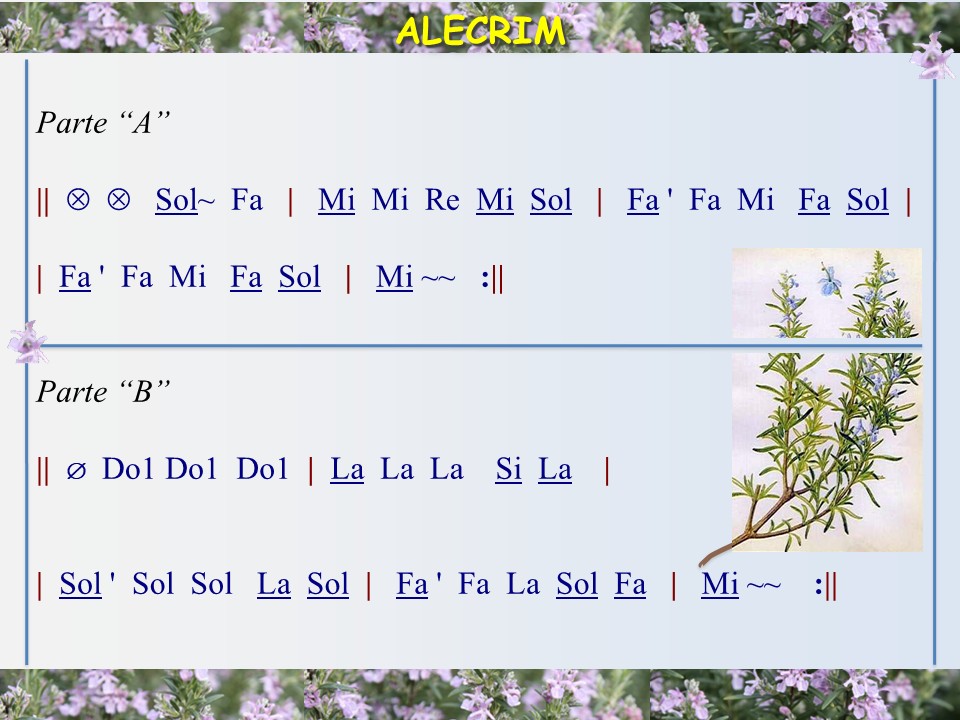 ALECRIM
Parte “A”
|| ⊗ ⊗ Sol~ Fa | Mi Mi Re Mi Sol | Fa ' Fa Mi Fa Sol |
| Fa ' Fa Mi Fa Sol | Mi ~~ :||
Parte “B”
|| ∅ Do1 Do1 Do1 | La La La Si La |
| Sol ' Sol Sol La Sol | Fa ' Fa La Sol Fa | Mi ~~ :||